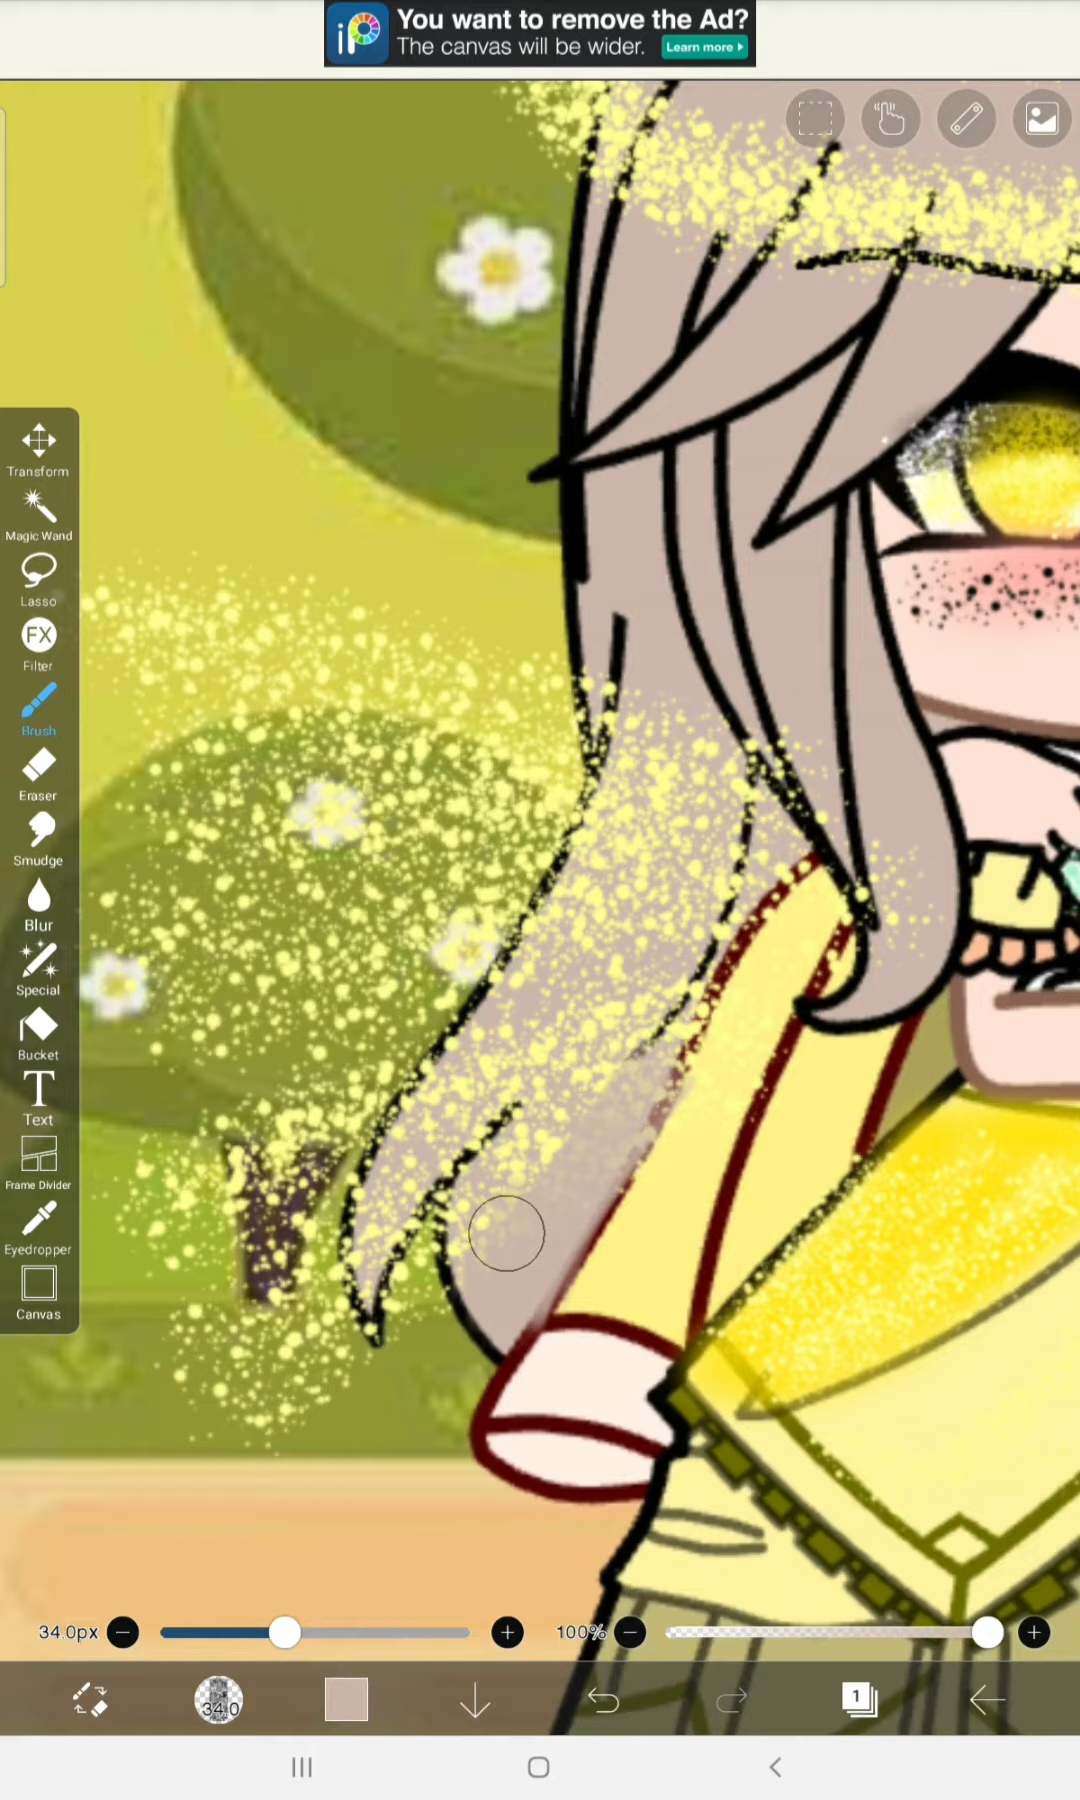 iP
You want to remove the Ad?
The canvas will be wider.
Learn more
Transform
Magic Wand
Lasso
FX
Filter
Brush
Eraser
Smudge
Blur
Special
Bucket
T
Text
Frame Divider
Eyedropper
Canvas
34.0px
100%
34.0
1